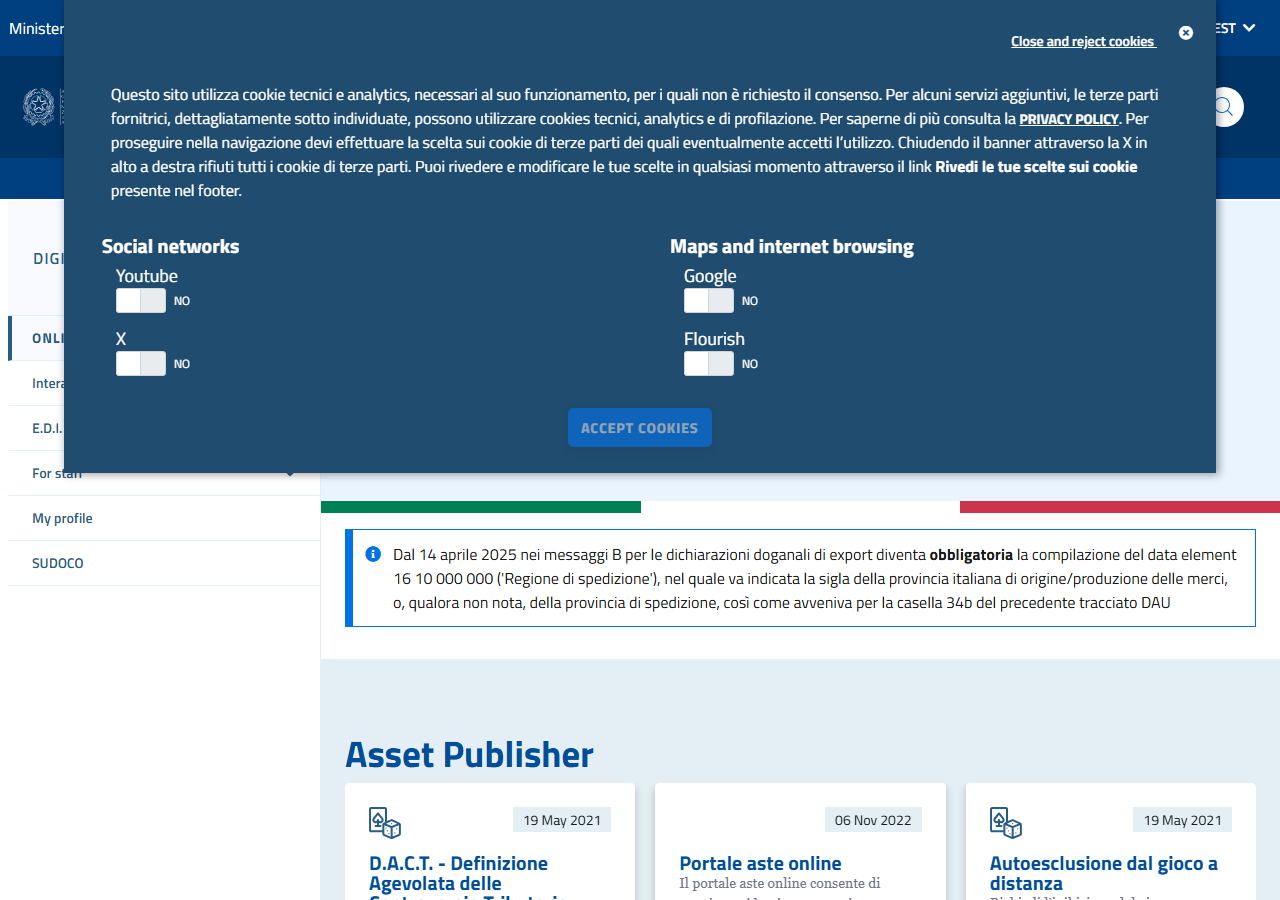 Close and reject cookies
Questo sito utilizza cookie tecnici e analytics, necessari al suo funzionamento, per i quali non è richiesto il consenso. Per alcuni servizi aggiuntivi, le terze parti
fornitrici, dettagliatamente sotto individuate, possono utilizzare cookies tecnici, analytics e di profilazione. Per saperne di più consulta la PRIVACY POLICY. Per
proseguire nella navigazione devi effettuare la scelta sui cookie di terze parti dei quali eventualmente accetti l’utilizzo. Chiudendo il banner attraverso la X in
alto a destra rifiuti tutti i cookie di terze parti. Puoi rivedere e modificare le tue scelte in qualsiasi momento attraverso il link Rivedi le tue scelte sui cookie
presente nel footer.
Social networks
Youtube
NO
X
NO
Maps and internet browsing
Google
NO
Flourish
NO
ACCEPT COOKIES
E.D.I.
For staff
My profile
SUDOCO
Dal 14 aprile 2025 nei messaggi B per le dichiarazioni doganali di export diventa obbligatoria la compilazione del data element
16 10 000 000 ('Regione di spedizione'), nel quale va indicata la sigla della provincia italiana di origine/produzione delle merci,
o, qualora non nota, della provincia di spedizione, così come avveniva per la casella 34b del precedente tracciato DAU
Asset Publisher
19 May 2021
D.A.C.T. - Definizione
Agevolata delle
06 Nov 2022
Portale aste online
Il portale aste online consente di
19 May 2021
Autoesclusione dal gioco a
distanza